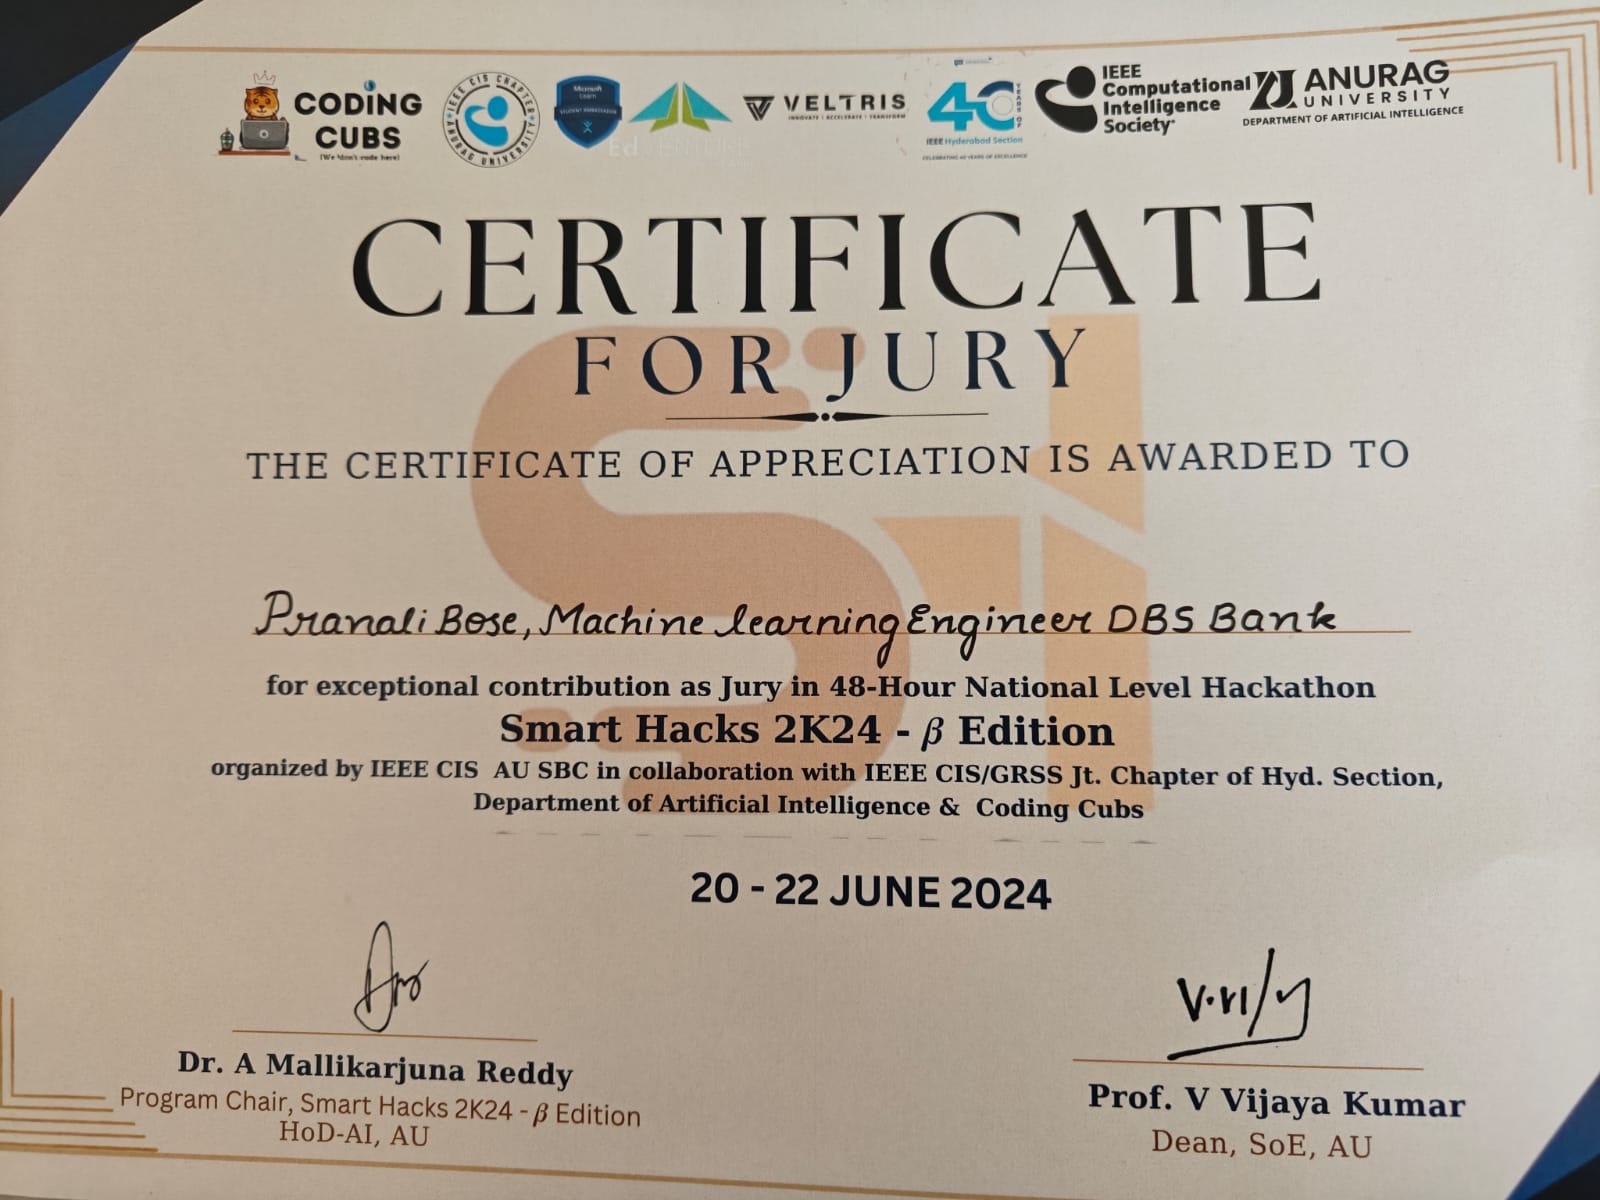 CODING
CUBS
(We don't code here)
IEEE CIS CHAPTER
ANURAG UNIVERSITY
Microsoft
Learn
STUDENT AMBASSADOR
EdVENTURE
VELTRIS
INNOVATE | ACCELERATE | TRANSFORM
40
YEARS OF
IEEE Hyderabad Section
CELEBRATING 40 YEARS OF EXCELLENCE
IEEE
Computational
Intelligence
Society
ANURAG
UNIVERSITY
DEPARTMENT OF ARTIFICIAL INTELLIGENCE
CERTIFICATE
FOR JURY
THE CERTIFICATE OF APPRECIATION IS AWARDED TO
Pranali Bose, Machine learning Engineer DBS Bank
for exceptional contribution as Jury in 48-Hour National Level Hackathon
Smart Hacks 2K24 - β Edition
organized by IEEE CIS AU SBC in collaboration with IEEE CIS/GRSS Jt. Chapter of Hyd. Section,
Department of Artificial Intelligence & Coding Cubs
20 - 22 JUNE 2024
Dr. A Mallikarjuna Reddy
Program Chair, Smart Hacks 2K24 - β Edition
HoD-AI, AU
Prof. V Vijaya Kumar
Dean, SoE, AU